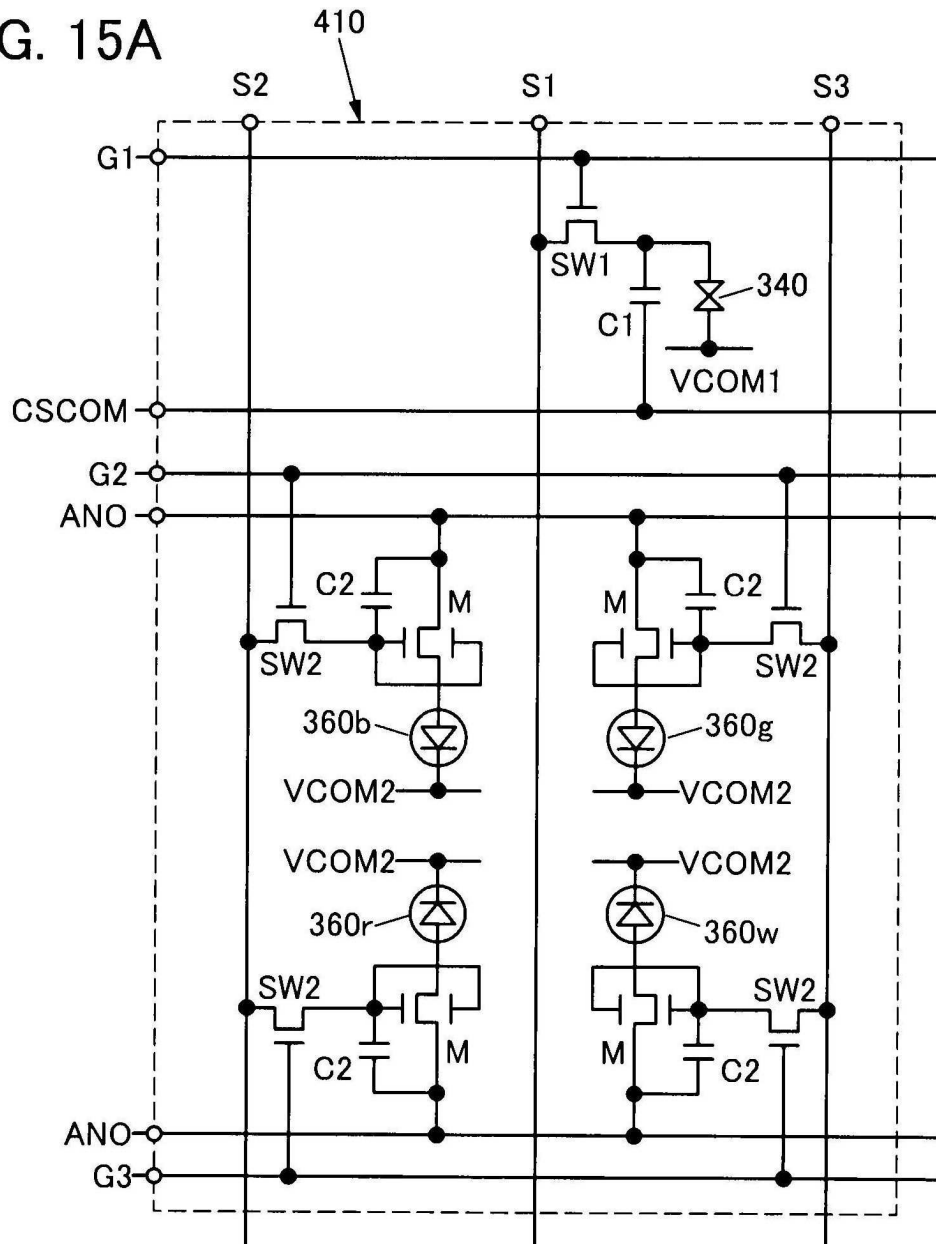 G. 15A
410
S2
S1
S3
G1
SW1
340
C1
VCOM1
CSCOM
G2
ANO
C2
M
M
C2
SW2
SW2
360b
360g
VCOM2
VCOM2
VCOM2
VCOM2
360r
360w
SW2
SW2
C2
M
M
C2
ANO
G3